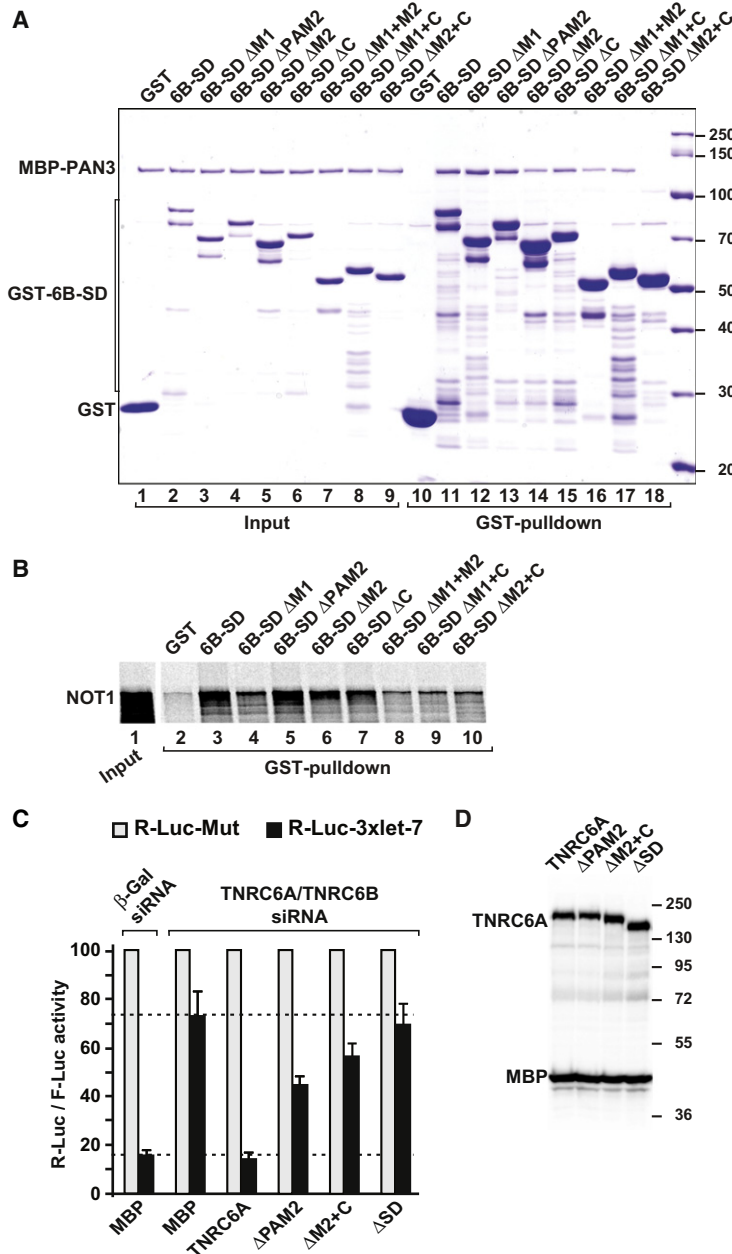 A
GST
6B-SD
6B-SD ΔM1
6B-SD ΔPAM2
6B-SD ΔM2
6B-SD ΔC
6B-SD ΔM1+M2
6B-SD ΔM1+C
6B-SD ΔM2+C
GST
6B-SD
6B-SD ΔM1
6B-SD ΔPAM2
6B-SD ΔM2
6B-SD ΔC
6B-SD ΔM1+M2
6B-SD ΔM1+C
6B-SD ΔM2+C
MBP-PAN3
GST-6B-SD
GST
250
150
100
70
50
40
30
20
1 2 3 4 5 6 7 8 9 10 11 12 13 14 15 16 17 18
Input GST-pulldown
B
GST
6B-SD
6B-SD ΔM1
6B-SD ΔPAM2
6B-SD ΔM2
6B-SD ΔC
6B-SD ΔM1+M2
6B-SD ΔM1+C
6B-SD ΔM2+C
NOT1
1 2 3 4 5 6 7 8 9 10
Input GST-pulldown
C
R-Luc-Mut R-Luc-3xlet-7
β-Gal
siRNA
TNRC6A/TNRC6B
siRNA
R-Luc / F-Luc activity
100
80
60
40
20
0
MBP
MBP
TNRC6A
ΔPAM2
ΔM2+C
ΔSD
D
TNRC6A
ΔPAM2
ΔM2+C
ΔSD
TNRC6A
MBP
250
130
95
72
55
36